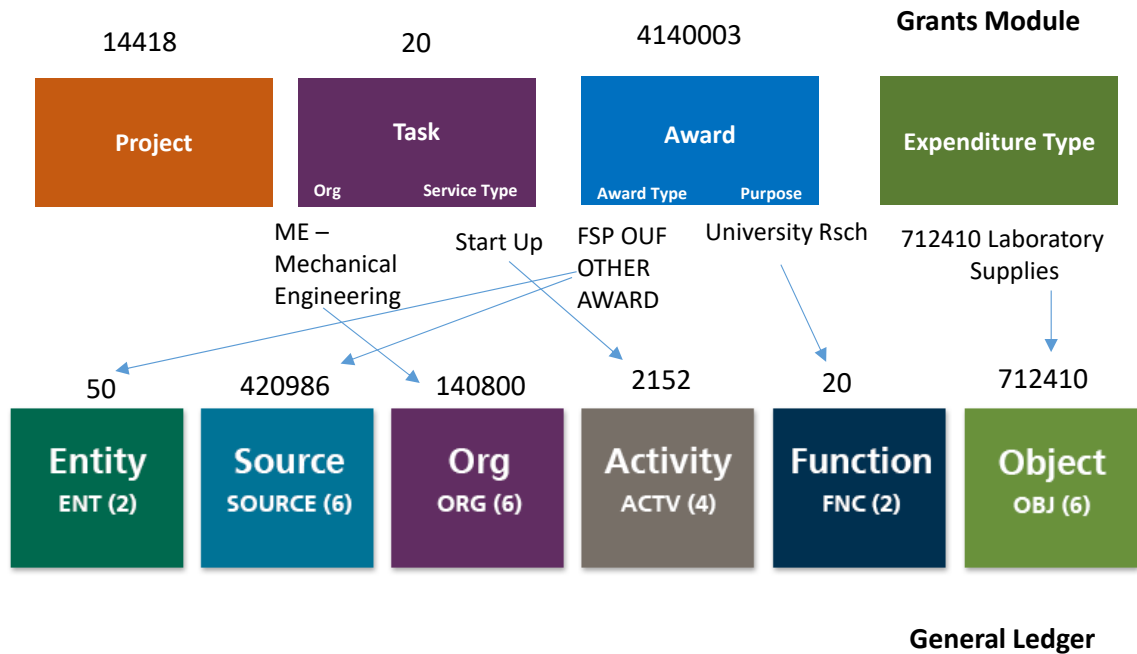 Grants Module
14418
20
4140003
Project
Task
Org
Service Type
Award
Award Type
Purpose
Expenditure Type
ME –
Mechanical
Engineering
Start Up
FSP OUF
OTHER
AWARD
University Rsch
712410 Laboratory
Supplies
50
420986
140800
2152
20
712410
Entity
ENT (2)
Source
SOURCE (6)
Org
ORG (6)
Activity
ACTV (4)
Function
FNC (2)
Object
OBJ (6)
General Ledger